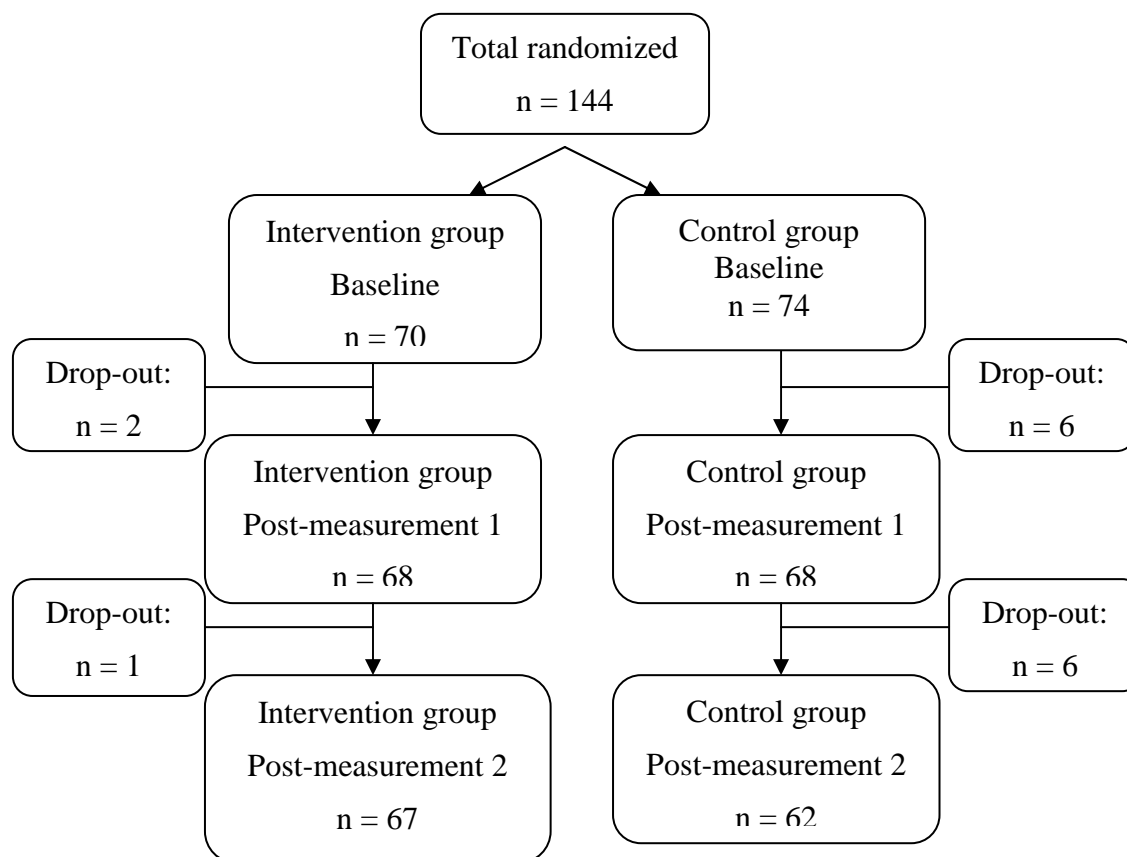 Total randomized
n = 144
Intervention group
Baseline
n = 70
Control group
Baseline
n = 74
Drop-out:
n = 2
Drop-out:
n = 6
Intervention group
Post-measurement 1
n = 68
Control group
Post-measurement 1
n = 68
Drop-out:
n = 1
Drop-out:
n = 6
Intervention group
Post-measurement 2
n = 67
Control group
Post-measurement 2
n = 62